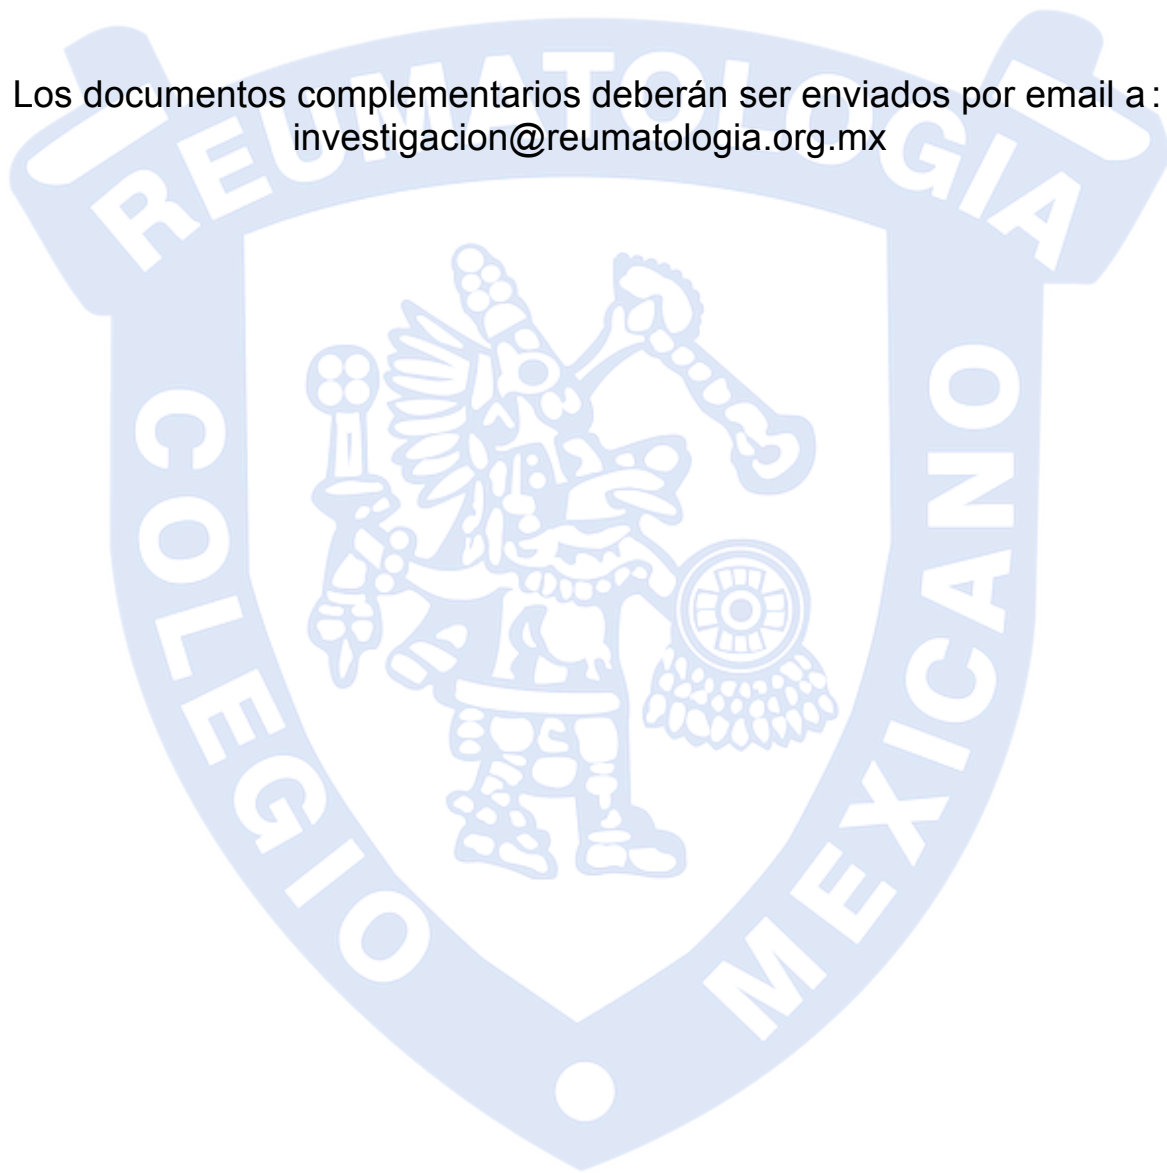 Los documentos complementarios deberán ser enviados por email a :
investigacion@reumatologia.org.mx
REUMATOLOGIA
COLEGIO
MEXICANO